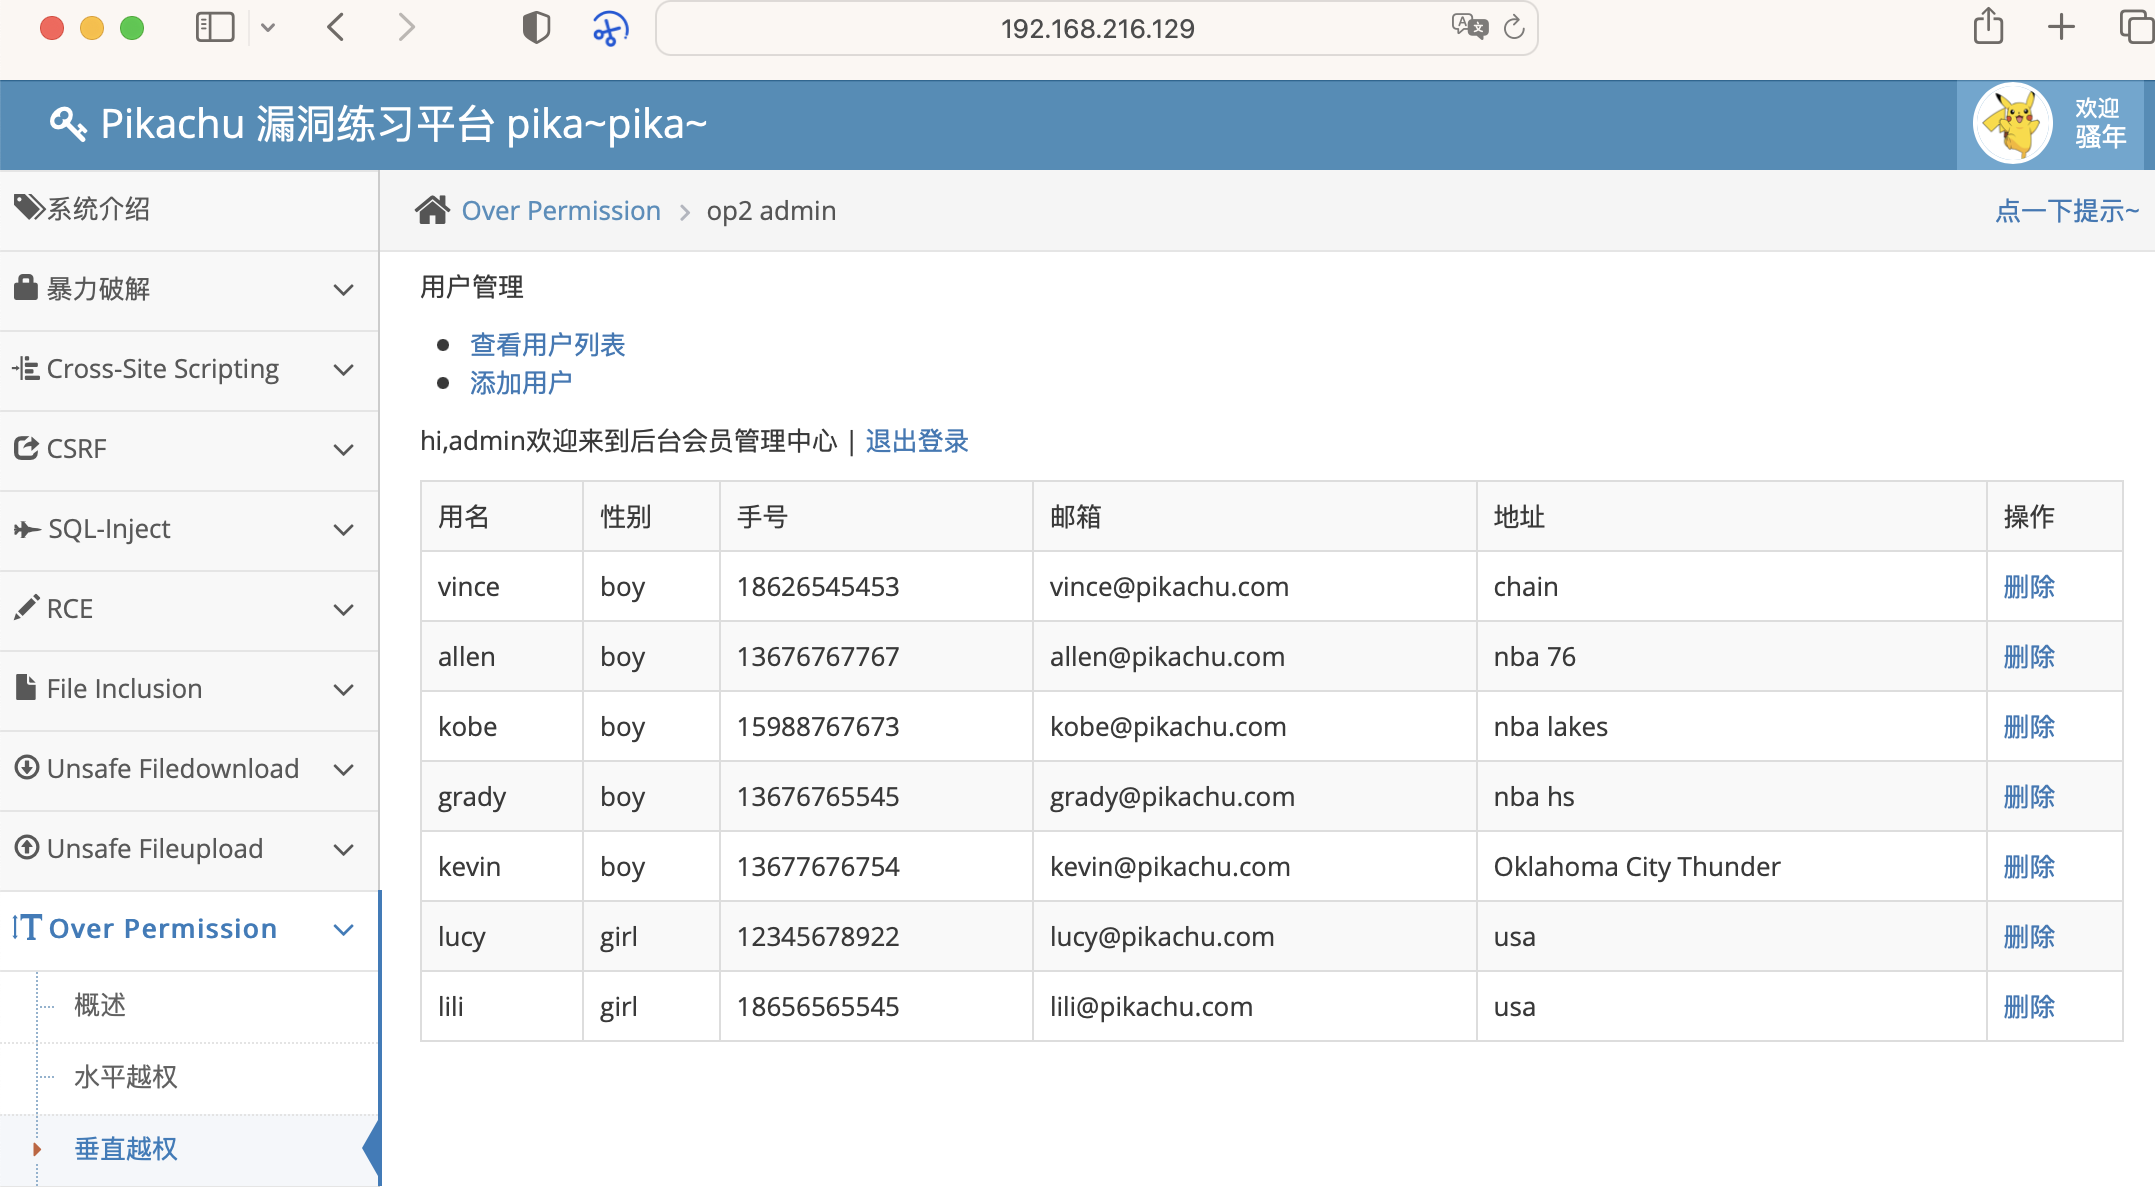 192.168.216.129
Pikachu 漏洞练习平台 pika~pika~
欢迎
骚年
系统介绍
暴力破解
Cross-Site Scripting
CSRF
SQL-Inject
RCE
File Inclusion
Unsafe Filedownload
Unsafe Fileupload
Over Permission
概述
水平越权
垂直越权
Over Permission > op2 admin
点一下提示~
用户管理
查看用户列表
添加用户
hi,admin欢迎来到后台会员管理中心 | 退出登录
用名 性别 手号 邮箱 地址 操作
vince boy 18626545453 vince@pikachu.com chain 删除
allen boy 13676767767 allen@pikachu.com nba 76 删除
kobe boy 15988767673 kobe@pikachu.com nba lakes 删除
grady boy 13676765545 grady@pikachu.com nba hs 删除
kevin boy 13677676754 kevin@pikachu.com Oklahoma City Thunder 删除
lucy girl 12345678922 lucy@pikachu.com usa 删除
lili girl 18656565545 lili@pikachu.com usa 删除